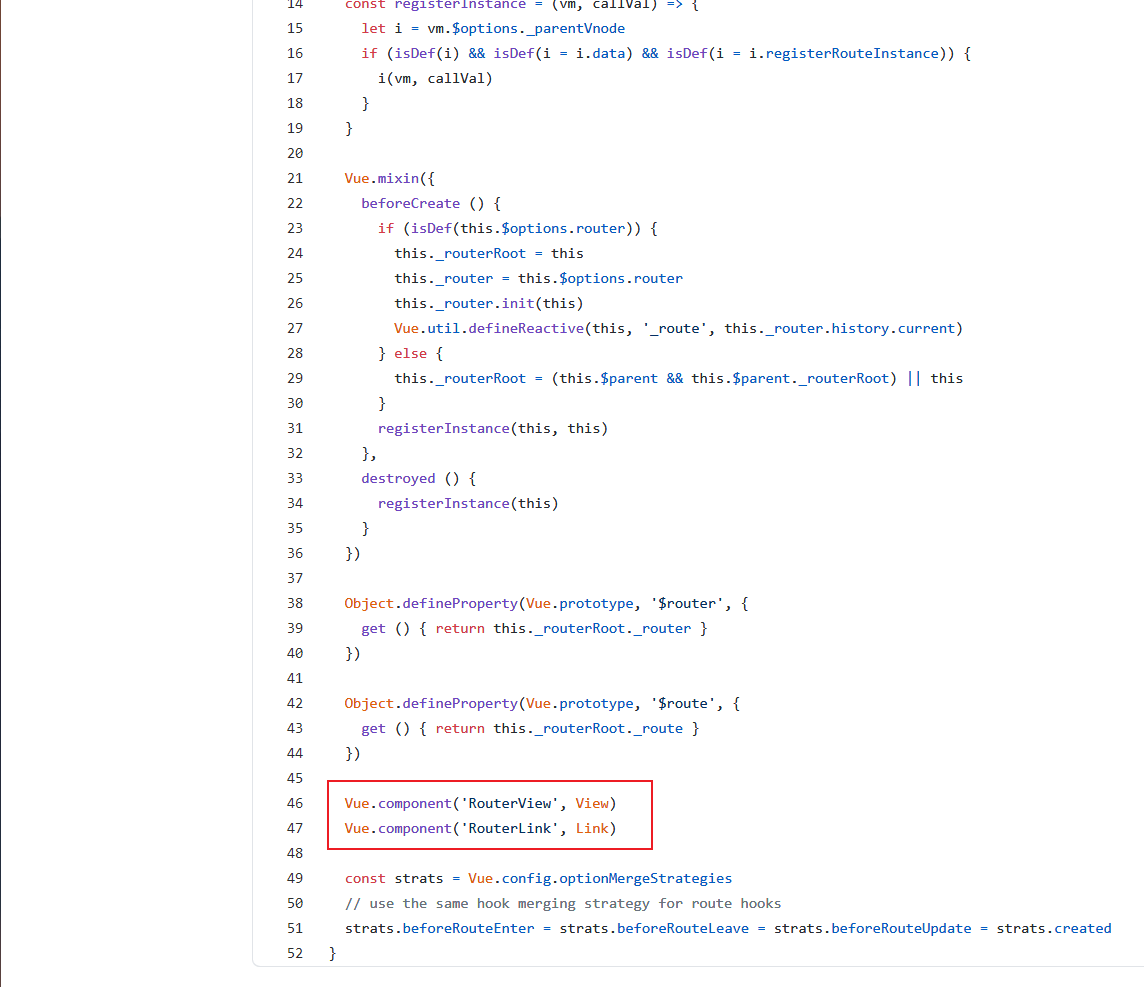 14     const registerInstance = (vm, callVal) => {
15       let i = vm.$options._parentVnode
16       if (isDef(i) && isDef(i = i.data) && isDef(i = i.registerRouteInstance)) {
17         i(vm, callVal)
18       }
19     }
20
21     Vue.mixin({
22       beforeCreate () {
23         if (isDef(this.$options.router)) {
24           this._routerRoot = this
25           this._router = this.$options.router
26           this._router.init(this)
27           Vue.util.defineReactive(this, '_route', this._router.history.current)
28         } else {
29           this._routerRoot = (this.$parent && this.$parent._routerRoot) || this
30         }
31         registerInstance(this, this)
32       },
33       destroyed () {
34         registerInstance(this)
35       }
36     })
37
38     Object.defineProperty(Vue.prototype, '$router', {
39       get () { return this._routerRoot._router }
40     })
41
42     Object.defineProperty(Vue.prototype, '$route', {
43       get () { return this._routerRoot._route }
44     })
45
46     Vue.component('RouterView', View)
47     Vue.component('RouterLink', Link)
48
49     const strats = Vue.config.optionMergeStrategies
50     // use the same hook merging strategy for route hooks
51     strats.beforeRouteEnter = strats.beforeRouteLeave = strats.beforeRouteUpdate = strats.created
52   }